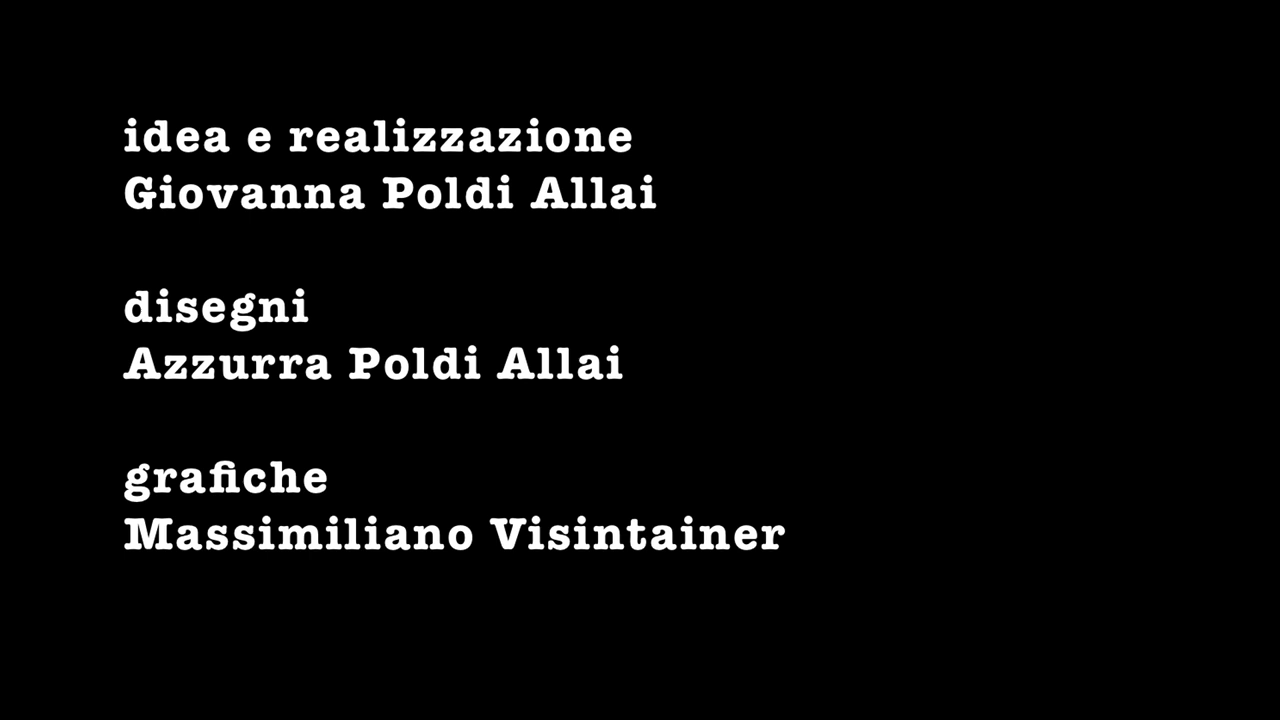 idea e realizzazione
Giovanna Poldi Allai
disegni
Azzurra Poldi Allai
grafiche
Massimiliano Visintainer